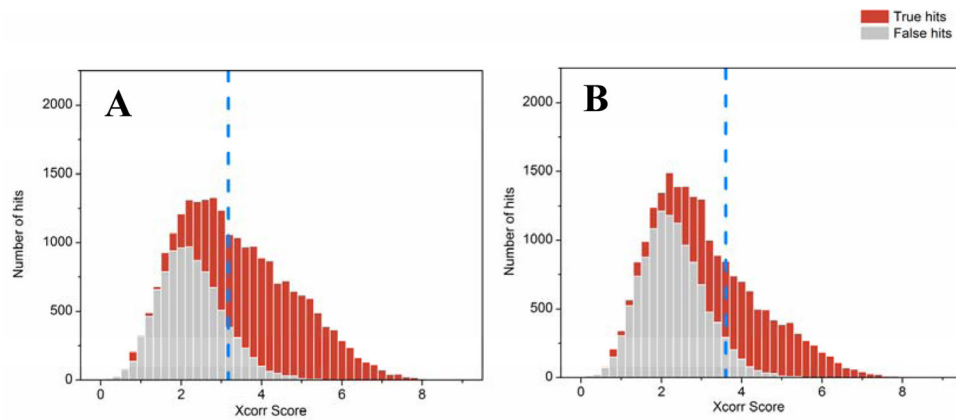 True hits
False hits
A
2000
1500
1000
500
0
Number of hits
0 2 4 6 8
Xcorr Score
B
2000
1500
1000
500
0
Number of hits
0 2 4 6 8
Xcorr Score